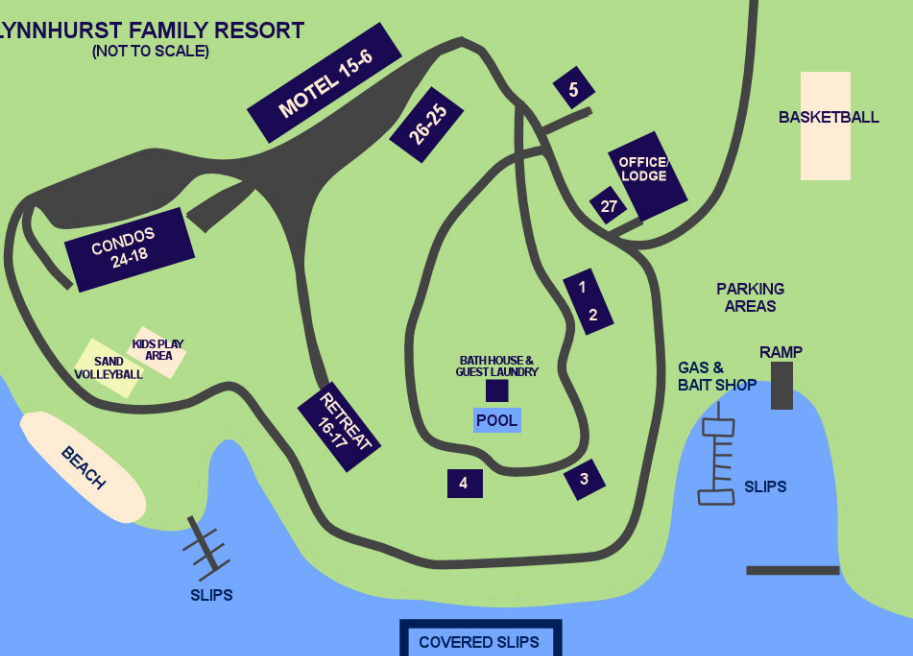 LYNNHURST FAMILY RESORT
(NOT TO SCALE)
MOTEL 15-6
26-25
5
BASKETBALL
OFFICE/
LODGE
27
CONDOS
24-18
1
2
PARKING
AREAS
KIDS PLAY
AREA
SAND
VOLLEYBALL
BATH HOUSE &
GUEST LAUNDRY
POOL
GAS &
BAIT SHOP
RAMP
RETREAT
16-17
BEACH
4
3
SLIPS
SLIPS
COVERED SLIPS